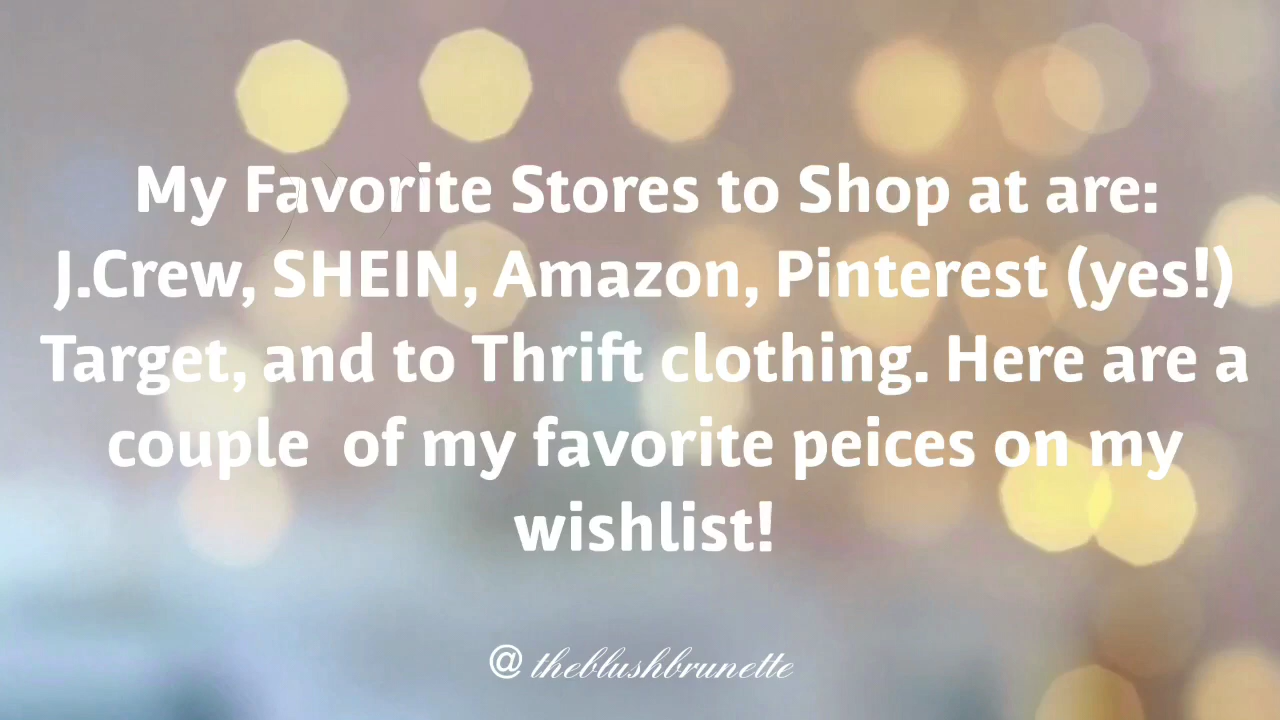 My Favorite Stores to Shop at are:
J.Crew, SHEIN, Amazon, Pinterest (yes!)
Target, and to Thrift clothing. Here are a
couple  of my favorite peices on my
wishlist!
@theblushbrunette